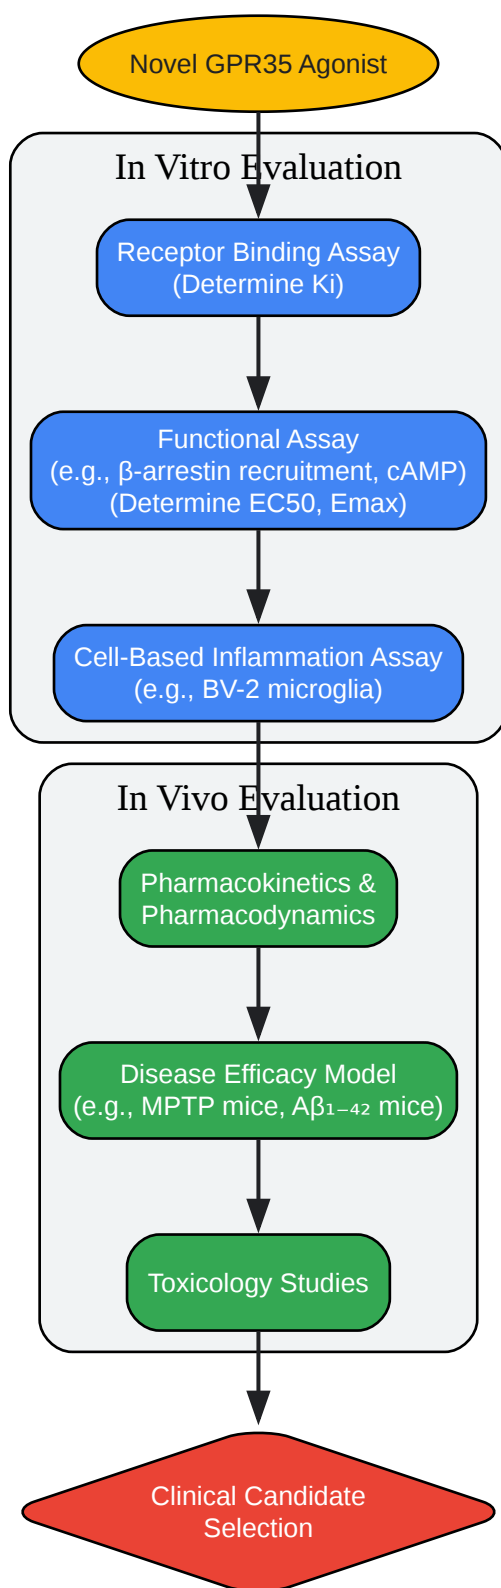 Novel GPR35 Agonist
In Vitro Evaluation
Receptor Binding Assay
(Determine Ki)
Functional Assay
(e.g., β-arrestin recruitment, cAMP)
(Determine EC50, Emax)
Cell-Based Inflammation Assay
(e.g., BV-2 microglia)
In Vivo Evaluation
Pharmacokinetics &
Pharmacodynamics
Disease Efficacy Model
(e.g., MPTP mice, Aβ₁₋₄₂ mice)
Toxicology Studies
Clinical Candidate
Selection